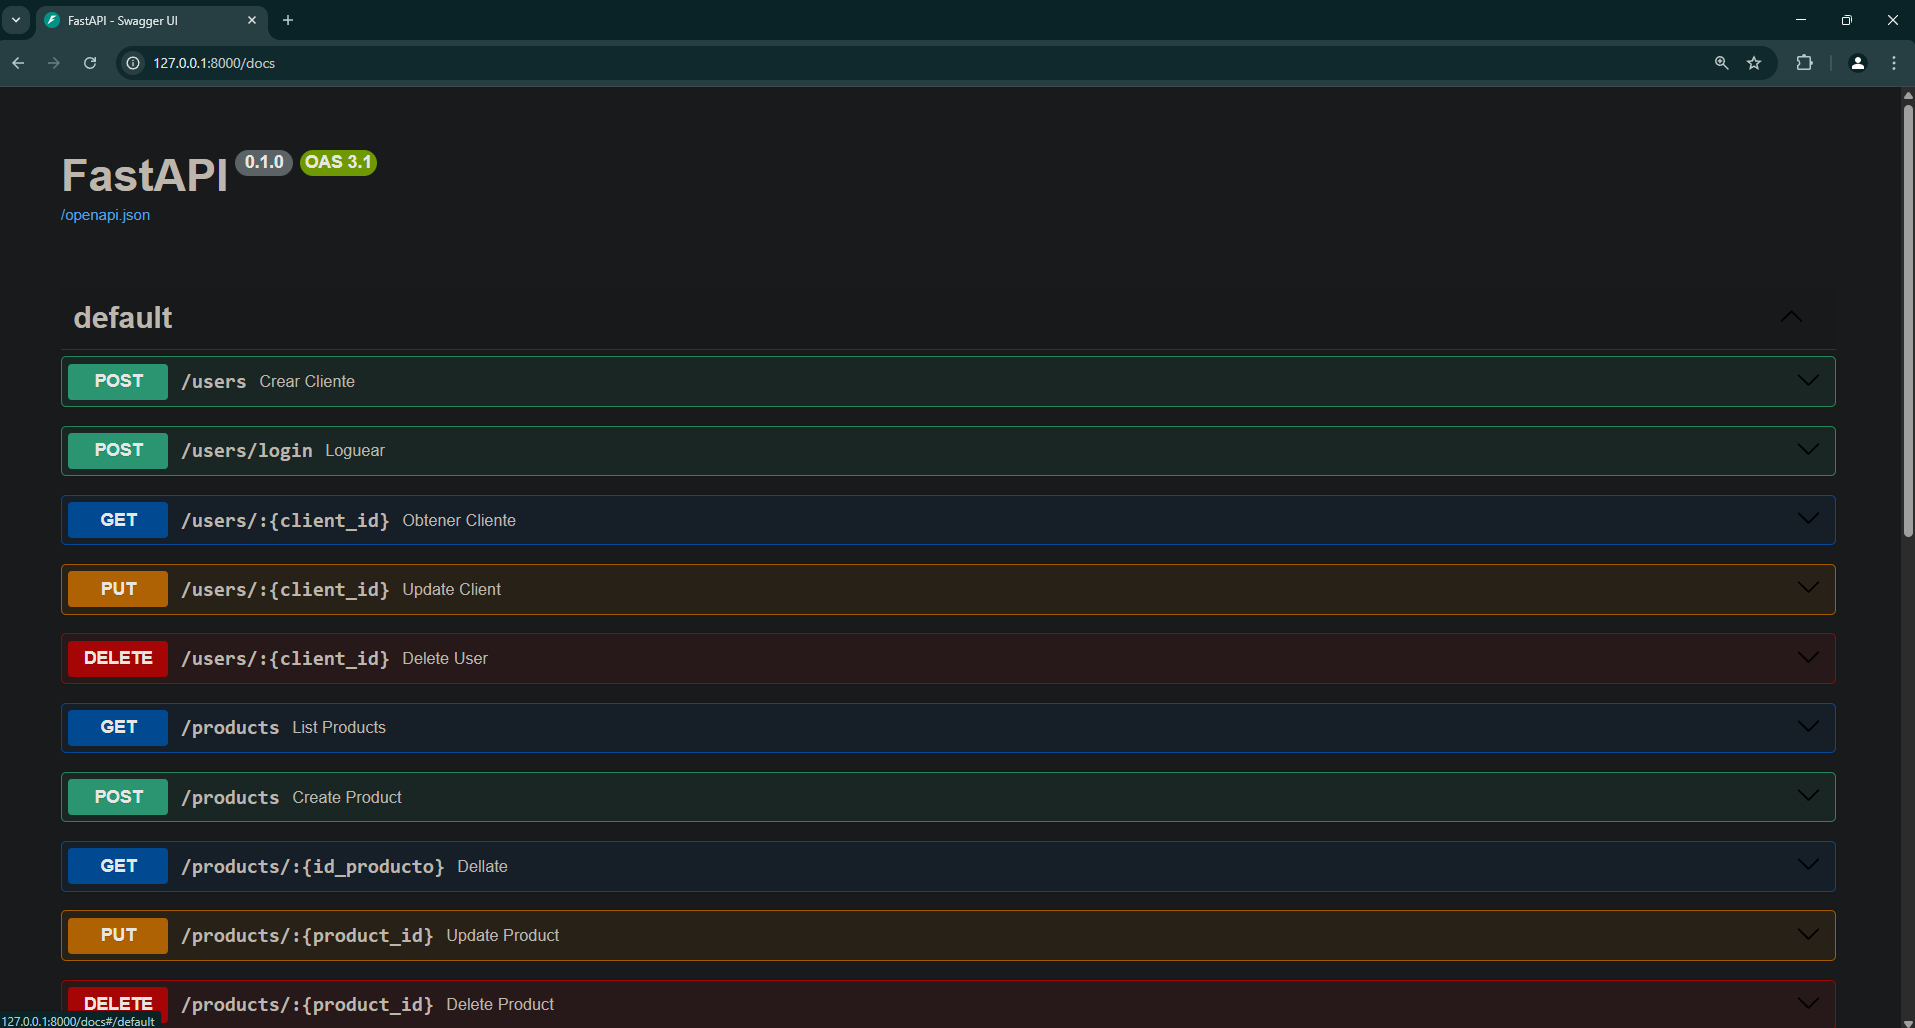 FastAPI - Swagger UI
127.0.0.1:8000/docs
FastAPI 0.1.0 OAS 3.1
/openapi.json
default
POST /users Crear Cliente
POST /users/login Loguear
GET /users/:{client_id} Obtener Cliente
PUT /users/:{client_id} Update Client
DELETE /users/:{client_id} Delete User
GET /products List Products
POST /products Create Product
GET /products/:{id_producto} Dellate
PUT /products/:{product_id} Update Product
DELETE /products/:{product_id} Delete Product
127.0.0.1:8000/docs#/default